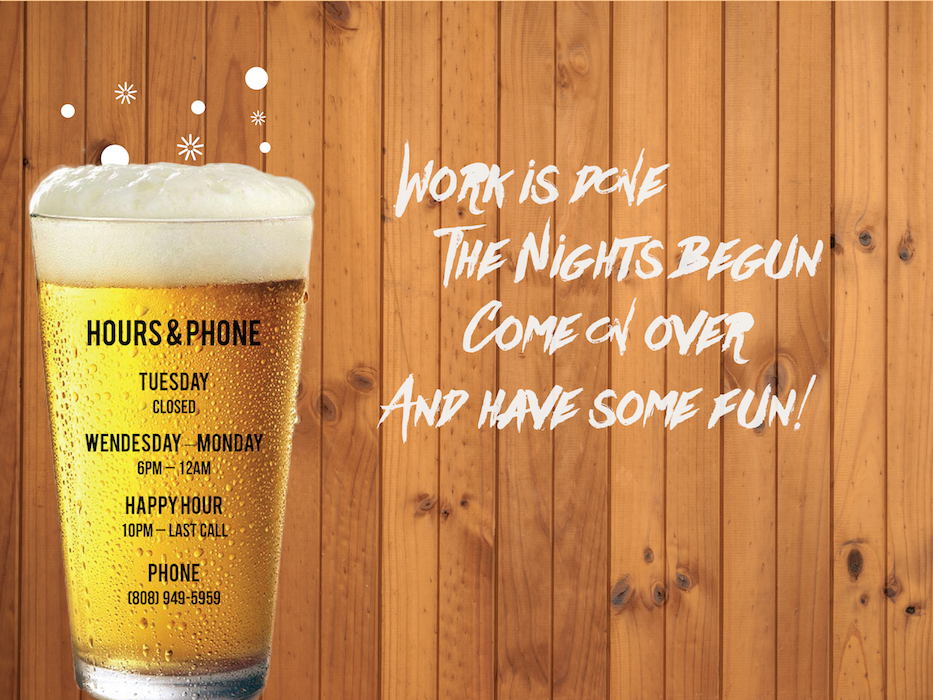 HOURS & PHONE
TUESDAY
CLOSED
WENDESDAY — MONDAY
6PM — 12AM
HAPPY HOUR
10PM — LAST CALL
PHONE
(808) 949-5959
WORK iS DONE
THE NiGHTS BEGUN
COME ON OVER
AND HAVE SOME FUN!